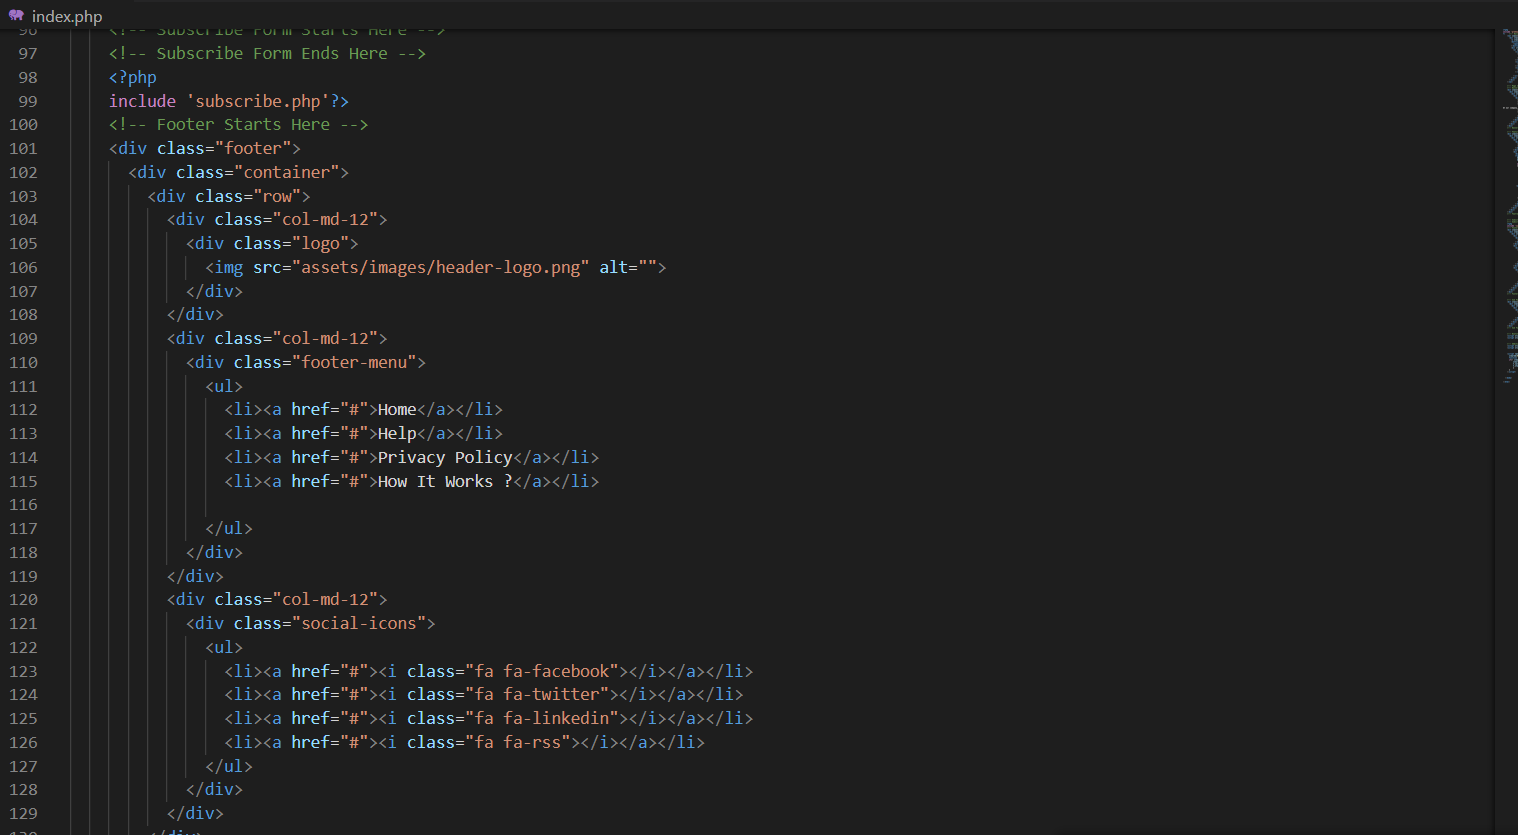 index.php
96 <!-- Subscribe Form Starts Here -->
97 <!-- Subscribe Form Ends Here -->
98 <?php
99 include 'subscribe.php'?>
100 <!-- Footer Starts Here -->
101 <div class="footer">
102 <div class="container">
103 <div class="row">
104 <div class="col-md-12">
105 <div class="logo">
106 <img src="assets/images/header-logo.png" alt="">
107 </div>
108 </div>
109 <div class="col-md-12">
110 <div class="footer-menu">
111 <ul>
112 <li><a href="#">Home</a></li>
113 <li><a href="#">Help</a></li>
114 <li><a href="#">Privacy Policy</a></li>
115 <li><a href="#">How It Works ?</a></li>
116
117 </ul>
118 </div>
119 </div>
120 <div class="col-md-12">
121 <div class="social-icons">
122 <ul>
123 <li><a href="#"><i class="fa fa-facebook"></i></a></li>
124 <li><a href="#"><i class="fa fa-twitter"></i></a></li>
125 <li><a href="#"><i class="fa fa-linkedin"></i></a></li>
126 <li><a href="#"><i class="fa fa-rss"></i></a></li>
127 </ul>
128 </div>
129 </div>
130 </div>